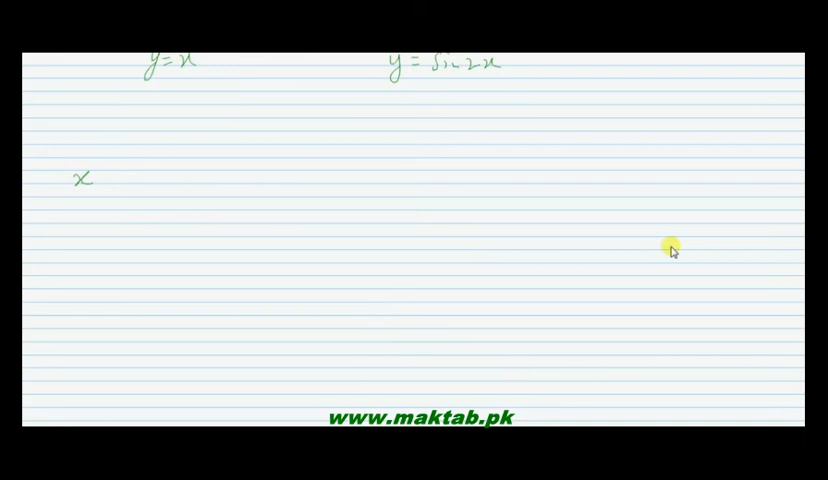 y = x y = sin 2x
x
www.maktab.pk